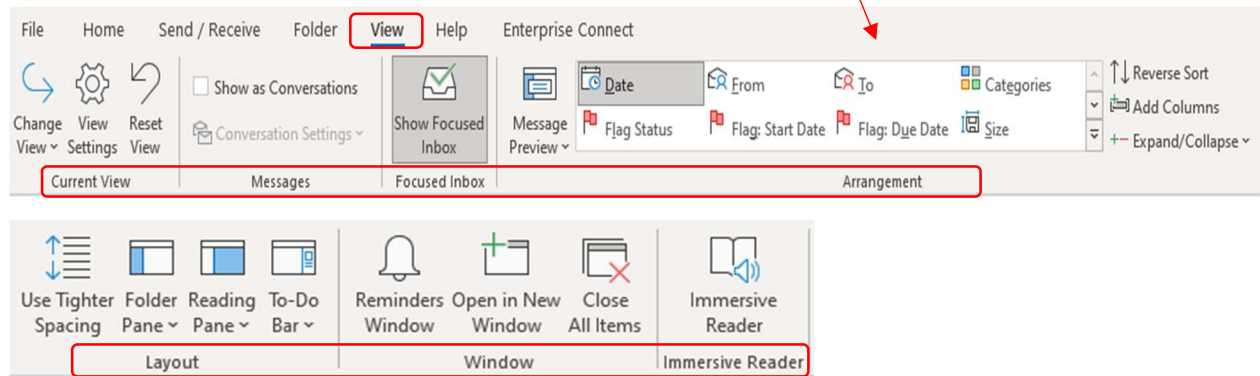 File Home Send / Receive Folder View Help Enterprise Connect
Change View
View Settings
Reset View
Show as Conversations
Conversation Settings
Show Focused Inbox
Message Preview
Date From To Categories
Flag Status Flag: Start Date Flag: Due Date Size
Reverse Sort
Add Columns
Expand/Collapse
Current View Messages Focused Inbox Arrangement
Use Tighter Folder Reading To-Do Reminders Open in New Close Immersive
Spacing Pane Pane Bar Window Window All Items Reader
Layout Window Immersive Reader